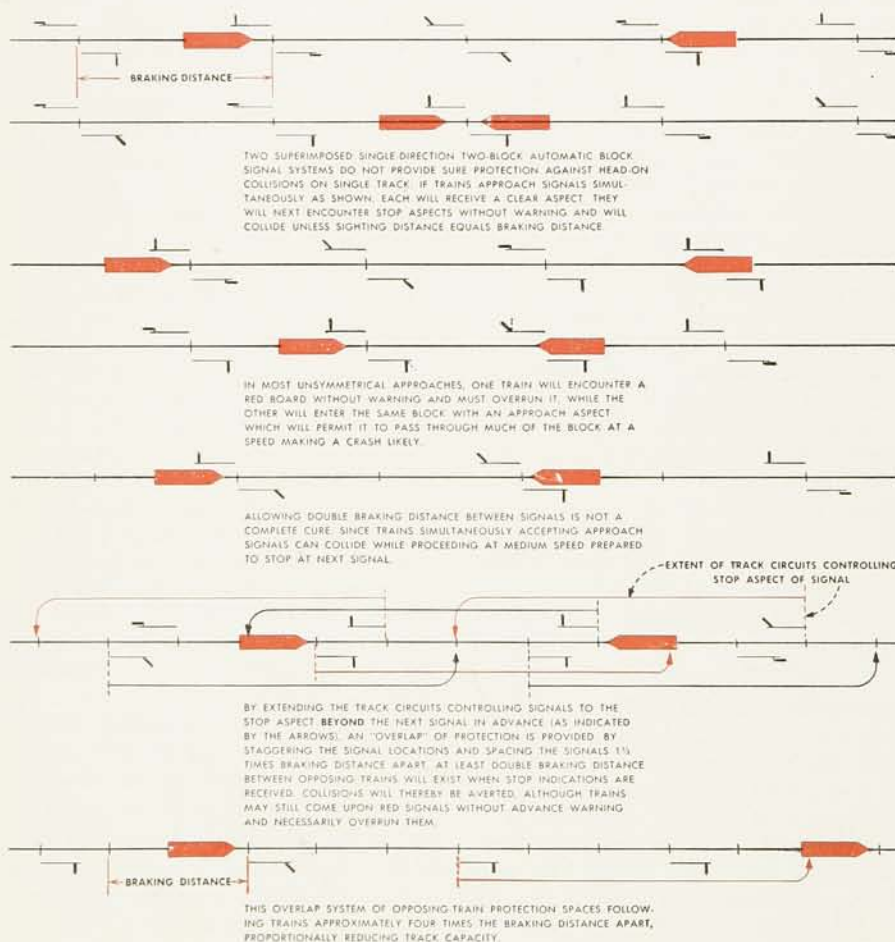 BRAKING DISTANCE
TWO SUPERIMPOSED SINGLE-DIRECTION TWO-BLOCK AUTOMATIC BLOCK
SIGNAL SYSTEMS DO NOT PROVIDE SURE PROTECTION AGAINST HEAD-ON
COLLISIONS ON SINGLE TRACK. IF TRAINS APPROACH SIGNALS SIMUL-
TANEOUSLY AS SHOWN, EACH WILL RECEIVE A CLEAR ASPECT. THEY
WILL NEXT ENCOUNTER STOP ASPECTS WITHOUT WARNING AND WILL
COLLIDE UNLESS SIGHTING DISTANCE EQUALS BRAKING DISTANCE
IN MOST UNSYMMETRICAL APPROACHES, ONE TRAIN WILL ENCOUNTER A
RED BOARD WITHOUT WARNING AND MUST OVERRUN IT, WHILE THE
OTHER WILL ENTER THE SAME BLOCK WITH AN APPROACH ASPECT
WHICH WILL PERMIT IT TO PASS THROUGH MUCH OF THE BLOCK AT A
SPEED MAKING A CRASH LIKELY.
ALLOWING DOUBLE BRAKING DISTANCE BETWEEN SIGNALS IS NOT A
COMPLETE CURE, SINCE TRAINS SIMULTANEOUSLY ACCEPTING APPROACH
SIGNALS CAN COLLIDE WHILE PROCEEDING AT MEDIUM SPEED PREPARED
TO STOP AT NEXT SIGNAL.
EXTENT OF TRACK CIRCUITS CONTROLLING
STOP ASPECT OF SIGNAL
BY EXTENDING THE TRACK CIRCUITS CONTROLLING SIGNALS TO THE
STOP ASPECT BEYOND THE NEXT SIGNAL IN ADVANCE (AS INDICATED
BY THE ARROWS), AN "OVERLAP" OF PROTECTION IS PROVIDED. BY
STAGGERING THE SIGNAL LOCATIONS AND SPACING THE SIGNALS
TIMES BRAKING DISTANCE APART, AT LEAST DOUBLE BRAKING DISTANCE
BETWEEN OPPOSING TRAINS WILL EXIST WHEN STOP INDICATIONS ARE
RECEIVED. COLLISIONS WILL THEREBY BE AVERTED, ALTHOUGH TRAINS
MAY STILL COME UPON RED SIGNALS WITHOUT ADVANCE WARNING
AND NECESSARILY OVERRUN THEM.
BRAKING DISTANCE
THIS OVERLAP SYSTEM OF OPPOSING-TRAIN PROTECTION SPACES FOLLOW-
ING TRAINS APPROXIMATELY FOUR TIMES THE BRAKING DISTANCE APART,
PROPORTIONALLY REDUCING TRACK CAPACITY.